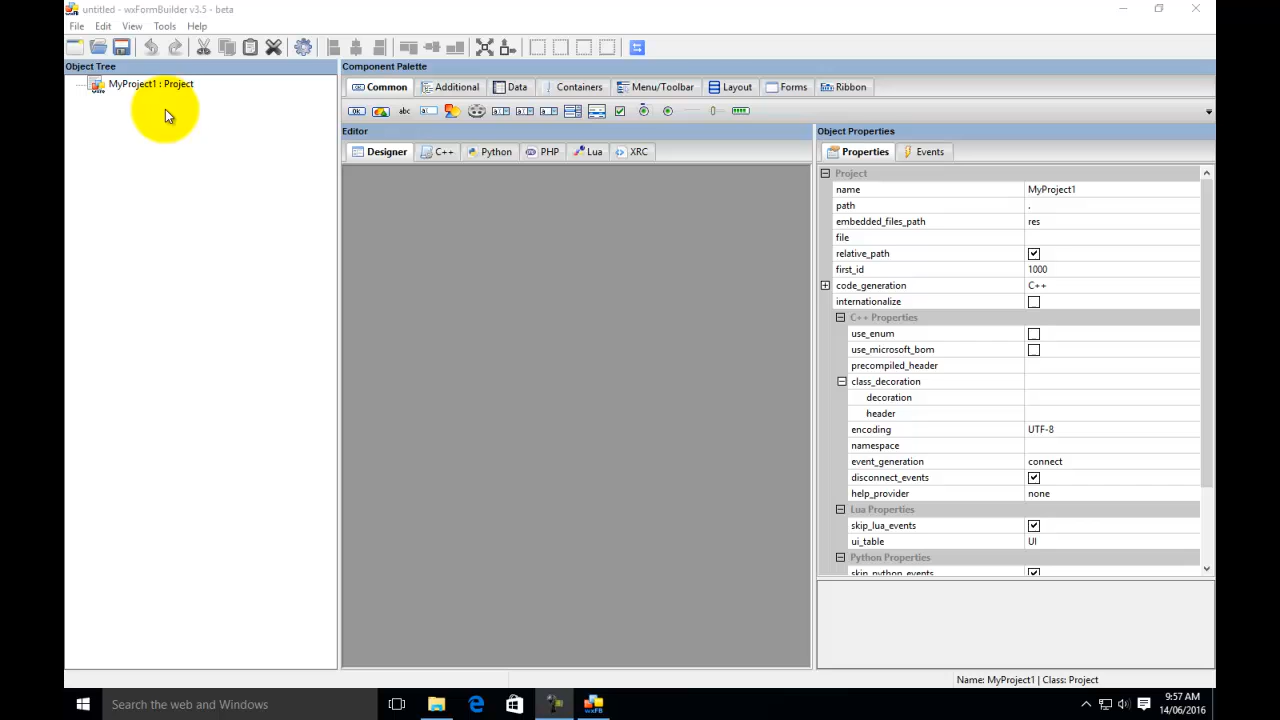 untitled - wxFormBuilder v3.5 - beta
File Edit View Tools Help
Object Tree
MyProject1 : Project
Component Palette
Common Additional Data Containers Menu/Toolbar Layout Forms Ribbon
OK abc
Editor
Designer C++ Python PHP Lua XRC
Object Properties
Properties Events
Project
name MyProject1
path .
embedded_files_path res
file
relative_path
first_id 1000
code_generation C++
internationalize
C++ Properties
use_enum
use_microsoft_bom
precompiled_header
class_decoration
decoration
header
encoding UTF-8
namespace
event_generation connect
disconnect_events
help_provider none
Lua Properties
skip_lua_events
ui_table UI
Python Properties
skip_python_events
Name: MyProject1 | Class: Project
Search the web and Windows
9:57 AM
14/06/2016